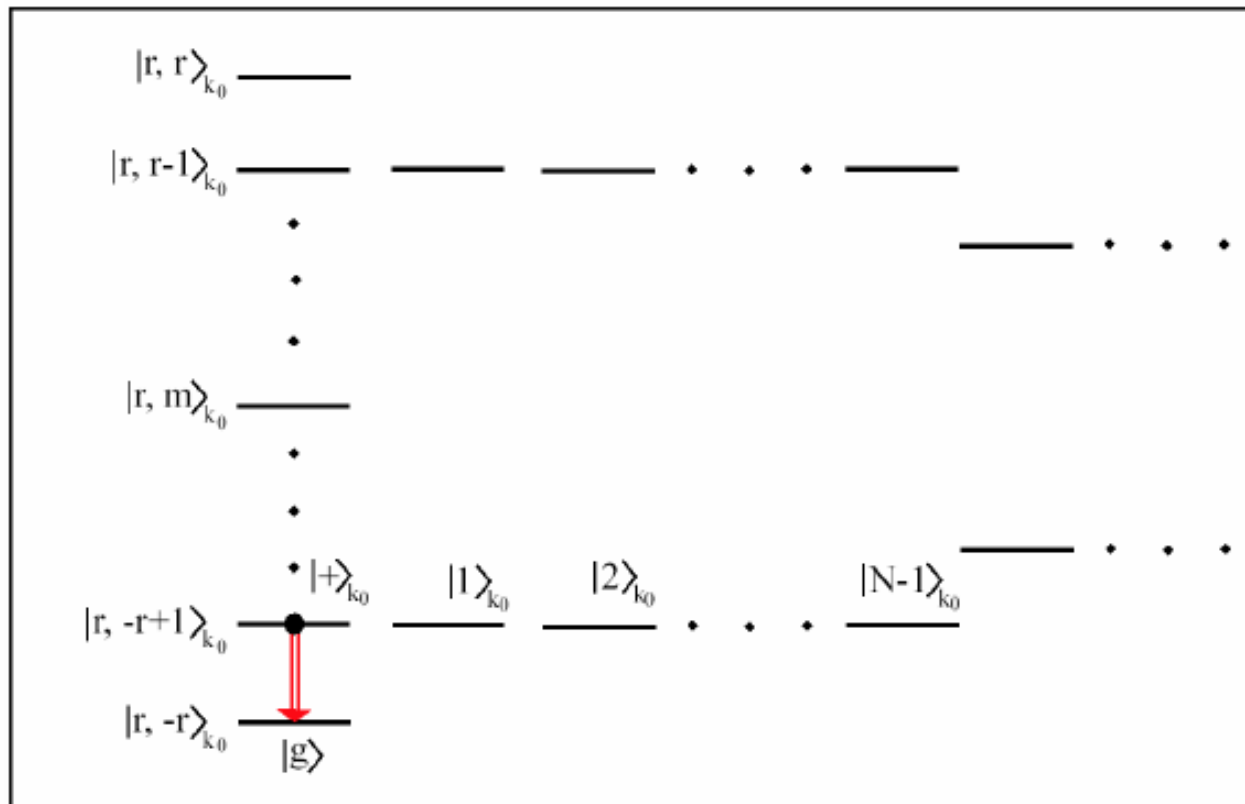 |r, r⟩k₀
|r, r-1⟩k₀
|r, m⟩k₀
|+⟩k₀ |1⟩k₀ |2⟩k₀ |N-1⟩k₀
|r, -r+1⟩k₀
|r, -r⟩k₀
|g⟩